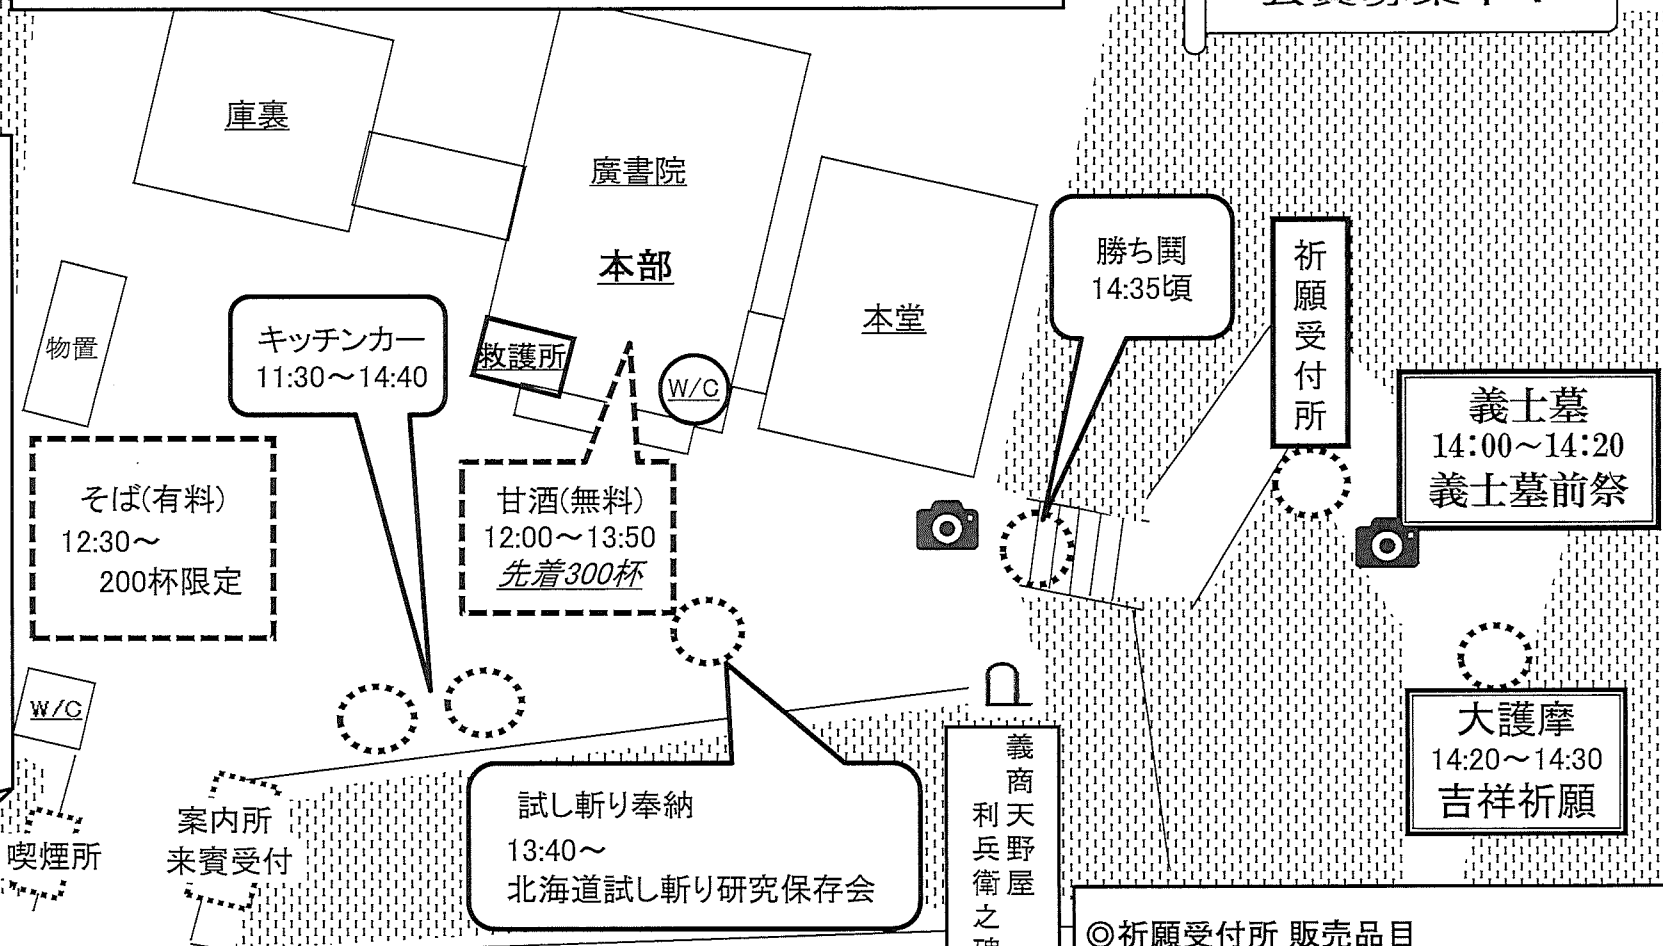 庫裏
廣書院
本部
本堂
勝ち鬨
14:35頃
祈願受付所
物置
キッチンカー
11:30～14:40
救護所
W/C
義士墓
14:00～14:20
義士墓前祭
そば(有料)
12:30～
200杯限定
甘酒(無料)
12:00～13:50
先着300杯
W/C
大護摩
14:20～14:30
吉祥祈願
案内所
来賓受付
喫煙所
試し斬り奉納
13:40～
北海道試し斬り研究保存会
義商天野屋
利兵衛之碑
◎祈願受付所 販売品目